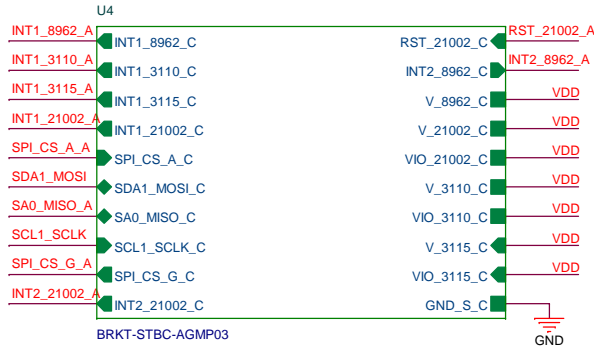 U4
INT1_8962_A INT1_8962_C RST_21002_C RST_21002_A
INT1_3110_A INT1_3110_C INT2_8962_C INT2_8962_A
INT1_3115_A INT1_3115_C V_8962_C VDD
INT1_21002_A INT1_21002_C V_21002_C VDD
SPI_CS_A_A SPI_CS_A_C VIO_21002_C VDD
SDA1_MOSI SDA1_MOSI_C V_3110_C VDD
SA0_MISO_A SA0_MISO_C VIO_3110_C VDD
SCL1_SCLK SCL1_SCLK_C V_3115_C VDD
SPI_CS_G_A SPI_CS_G_C VIO_3115_C VDD
INT2_21002_A INT2_21002_C GND_S_C
BRKT-STBC-AGMP03
GND